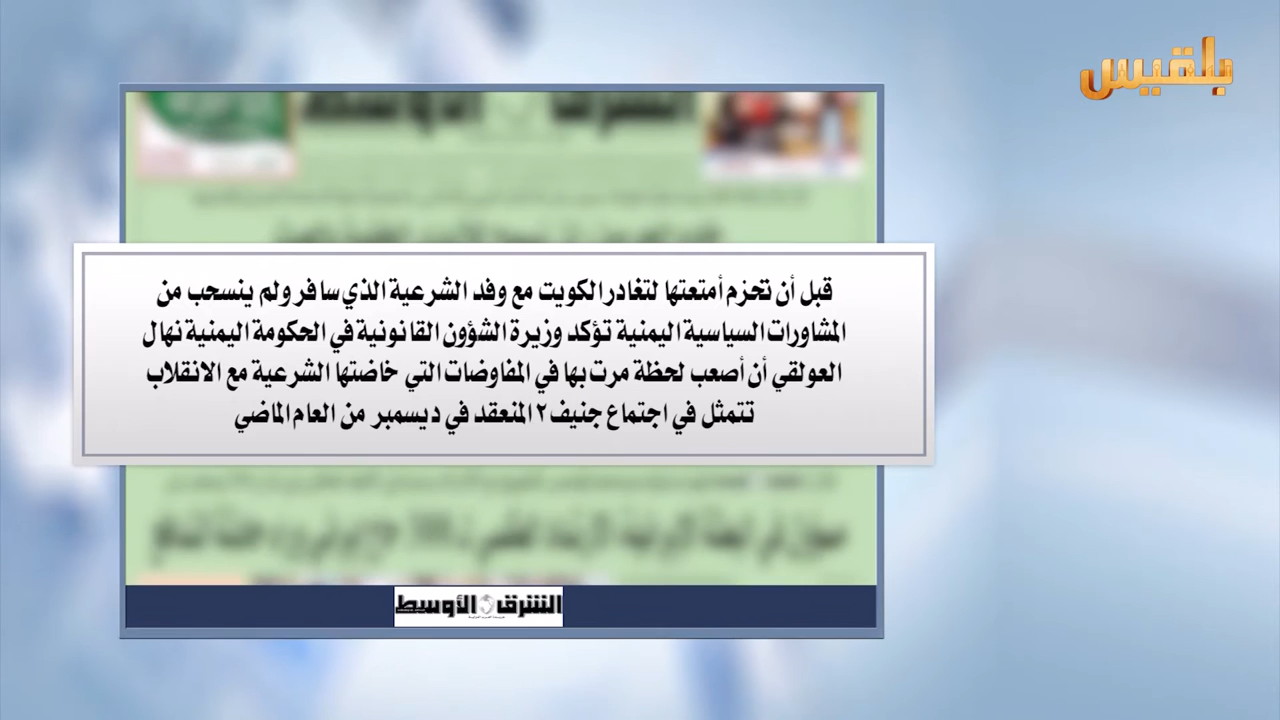 بلقيس
الشرق الأوسط
قبل أن تحزم أمتعتها لتغادر الكويت مع وفد الشرعية الذي سافر ولم ينسحب من
المشاورات السياسية اليمنية تؤكد وزيرة الشؤون القانونية في الحكومة اليمنية نهال
العولقي أن أصعب لحظة مرت بها في المفاوضات التي خاضتها الشرعية مع الانقلاب
تتمثل في اجتماع جنيف ٢ المنعقد في ديسمبر من العام الماضي
الشرق الأوسط